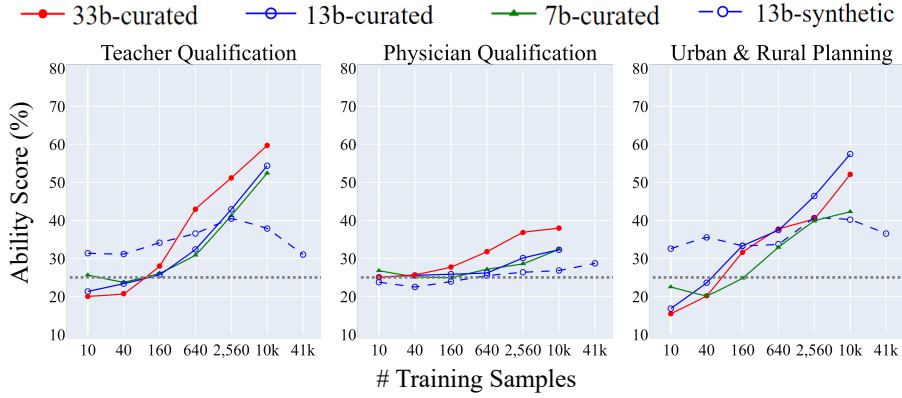 33b-curated 13b-curated 7b-curated 13b-synthetic
Teacher Qualification Physician Qualification Urban & Rural Planning
Ability Score (%)
80 80 80
70 70 70
60 60 60
50 50 50
40 40 40
30 30 30
20 20 20
10 10 10
10 40 160 640 2,560 10k 41k 10 40 160 640 2,560 10k 41k 10 40 160 640 2,560 10k 41k
# Training Samples